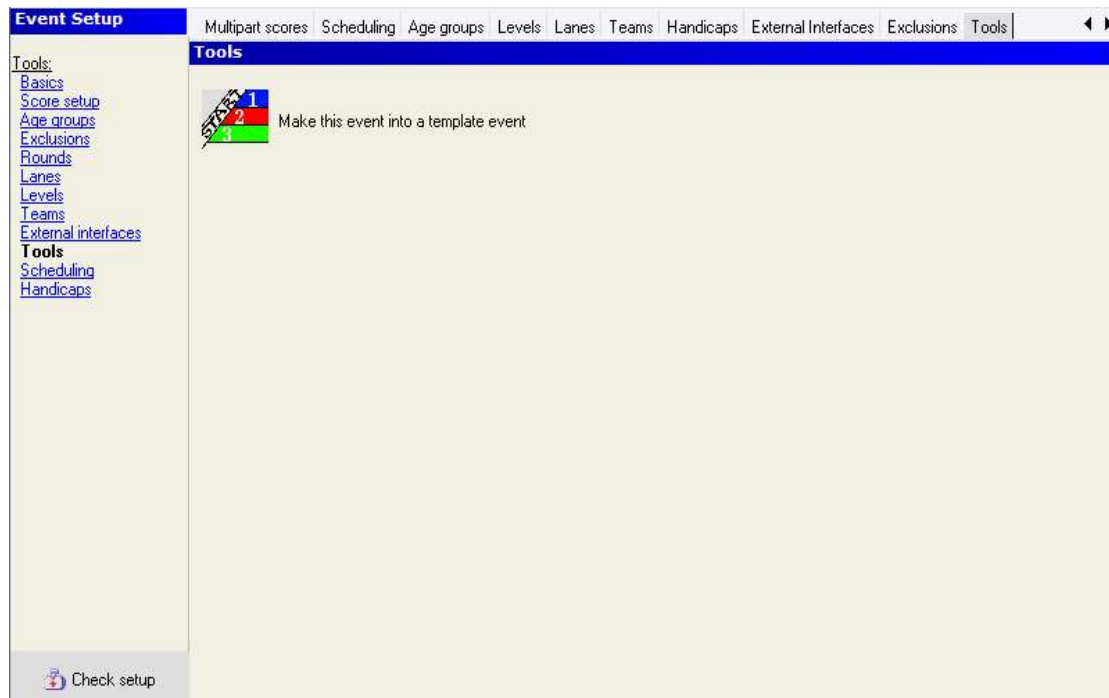 Event Setup
Multipart scores Scheduling Age groups Levels Lanes Teams Handicaps External Interfaces Exclusions Tools
Tools
Tools:
Basics
Score setup
Age groups
Exclusions
Rounds
Lanes
Levels
Teams
External interfaces
Tools
Scheduling
Handicaps
START 1 2 3
Make this event into a template event
Check setup